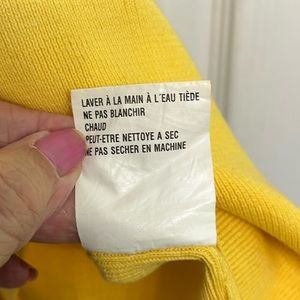 LAVER À LA MAIN À L'EAU TIÈDE
NE PAS BLANCHIR
CHAUD
PEUT-ETRE NETTOYE A SEC
NE PAS SECHER EN MACHINE